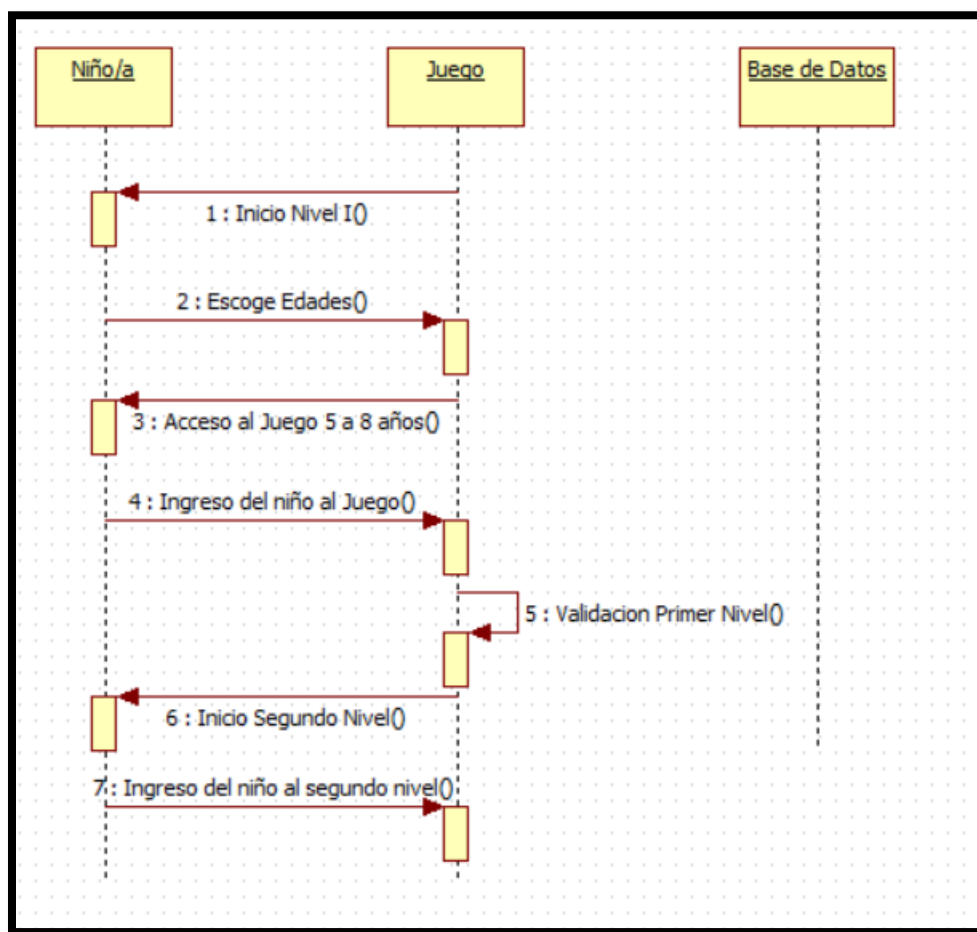 Niño/a
Juego
Base de Datos
1 : Inicio Nivel I()
2 : Escoge Edades()
3 : Acceso al Juego 5 a 8 años()
4 : Ingreso del niño al Juego()
5 : Validacion Primer Nivel()
6 : Inicio Segundo Nivel()
7 : Ingreso del niño al segundo nivel()